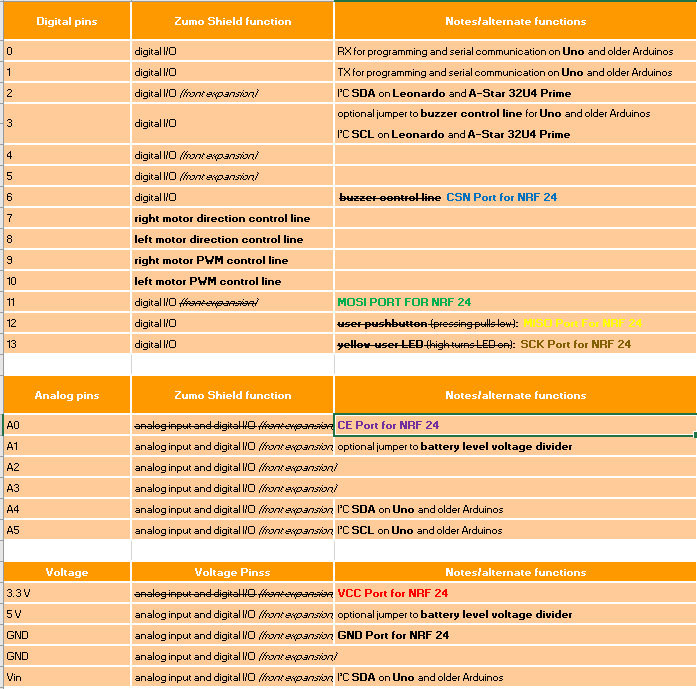 Digital pins Zumo Shield function Notes/alternate functions
0 digital I/O RX for programming and serial communication on Uno and older Arduinos
1 digital I/O TX for programming and serial communication on Uno and older Arduinos
2 digital I/O (front expansion) I²C SDA on Leonardo and A-Star 32U4 Prime
3 digital I/O optional jumper to buzzer control line for Uno and older Arduinos
I²C SCL on Leonardo and A-Star 32U4 Prime
4 digital I/O (front expansion)
5 digital I/O (front expansion)
6 digital I/O buzzer control line CSN Port for NRF 24
7 right motor direction control line
8 left motor direction control line
9 right motor PWM control line
10 left motor PWM control line
11 digital I/O (front expansion) MOSI PORT FOR NRF 24
12 digital I/O user pushbutton (pressing pulls low): MISO Port For NRF 24
13 digital I/O yellow user LED (high turns LED on): SCK Port for NRF 24
Analog pins Zumo Shield function Notes/alternate functions
A0 analog input and digital I/O (front expansion CE Port for NRF 24
A1 analog input and digital I/O (front expansion optional jumper to battery level voltage divider
A2 analog input and digital I/O (front expansion)
A3 analog input and digital I/O (front expansion)
A4 analog input and digital I/O (front expansion I²C SDA on Uno and older Arduinos
A5 analog input and digital I/O (front expansion I²C SCL on Uno and older Arduinos
Voltage Voltage Pinss Notes/alternate functions
3.3 V analog input and digital I/O (front expansion VCC Port for NRF 24
5 V analog input and digital I/O (front expansion optional jumper to battery level voltage divider
GND analog input and digital I/O (front expansion GND Port for NRF 24
GND analog input and digital I/O (front expansion)
Vin analog input and digital I/O (front expansion I²C SDA on Uno and older Arduinos